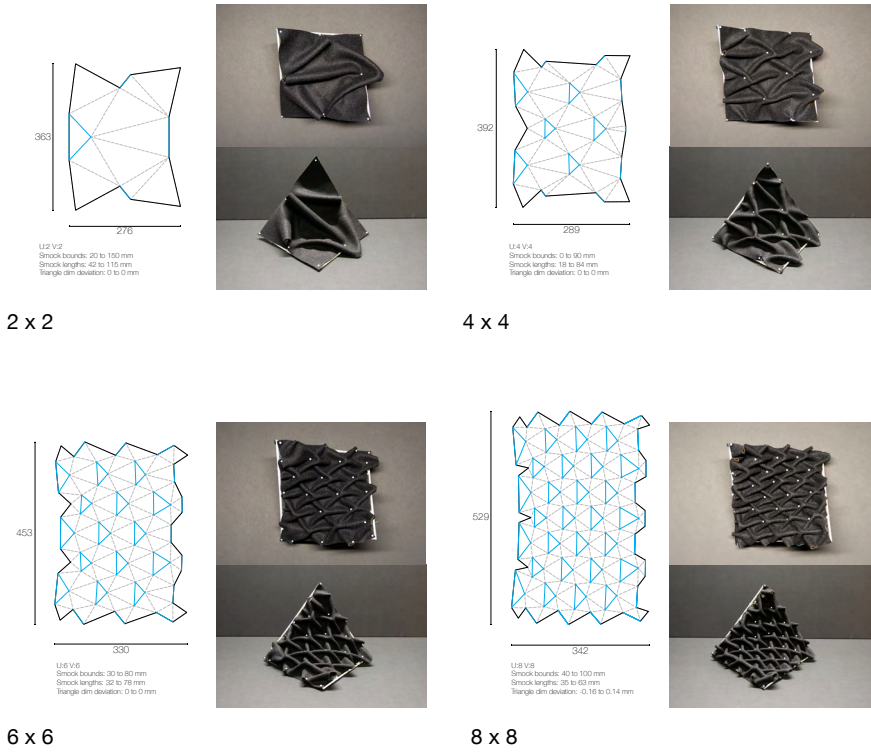 363
276
U:2 V:2
Smock bounds: 20 to 150 mm
Smock lengths: 42 to 115 mm
Triangle dim deviation: 0 to 0 mm
2 x 2
392
289
U:4 V:4
Smock bounds: 0 to 90 mm
Smock lengths: 18 to 84 mm
Triangle dim deviation: 0 to 0 mm
4 x 4
453
330
U:6 V:6
Smock bounds: 30 to 80 mm
Smock lengths: 32 to 78 mm
Triangle dim deviation: 0 to 0 mm
6 x 6
529
342
U:8 V:8
Smock bounds: 40 to 100 mm
Smock lengths: 35 to 63 mm
Triangle dim deviation: -0.16 to 0.14 mm
8 x 8